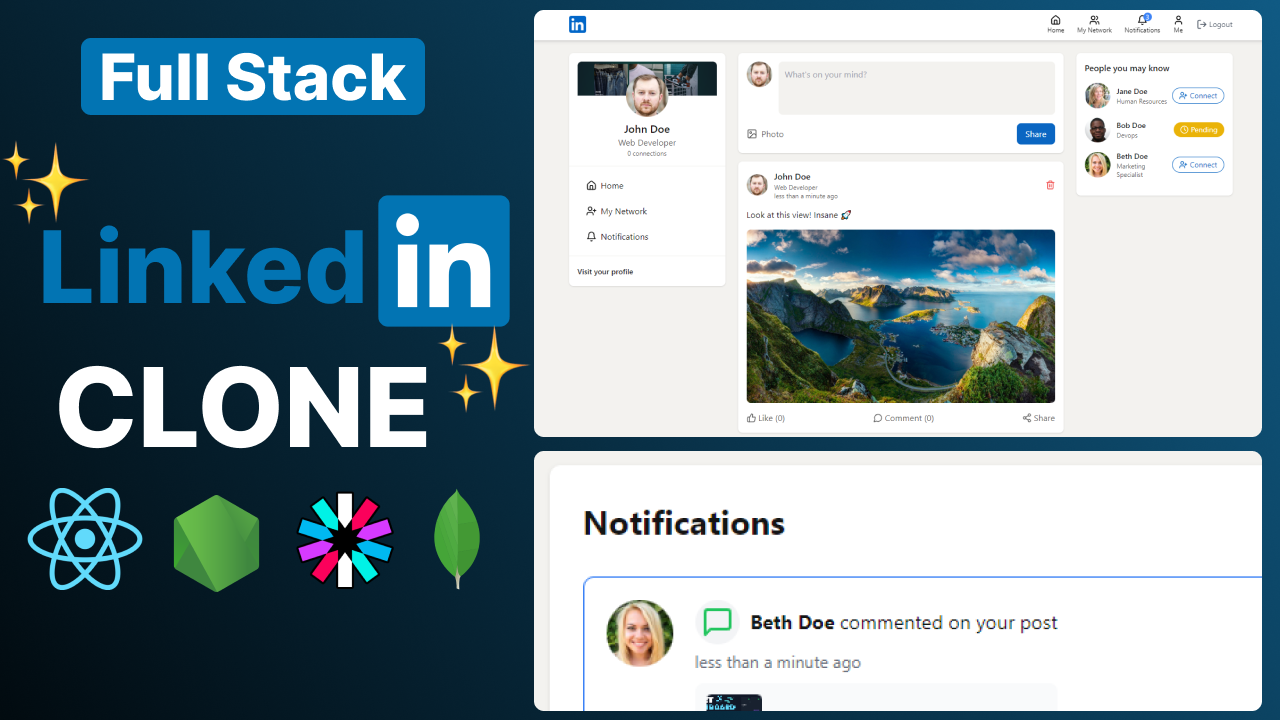 Full Stack
Linked in
CLONE
in
Home
My Network
3
Notifications
Me
Logout
John Doe
Web Developer
0 connections
Home
My Network
Notifications
Visit your profile
What's on your mind?
Photo
Share
John Doe
Web Developer
less than a minute ago
Look at this view! Insane 🚀
Like (0)
Comment (0)
Share
People you may know
Jane Doe
Human Resources
Connect
Bob Doe
Devops
Pending
Beth Doe
Marketing
Specialist
Connect
Notifications
Beth Doe commented on your post
less than a minute ago